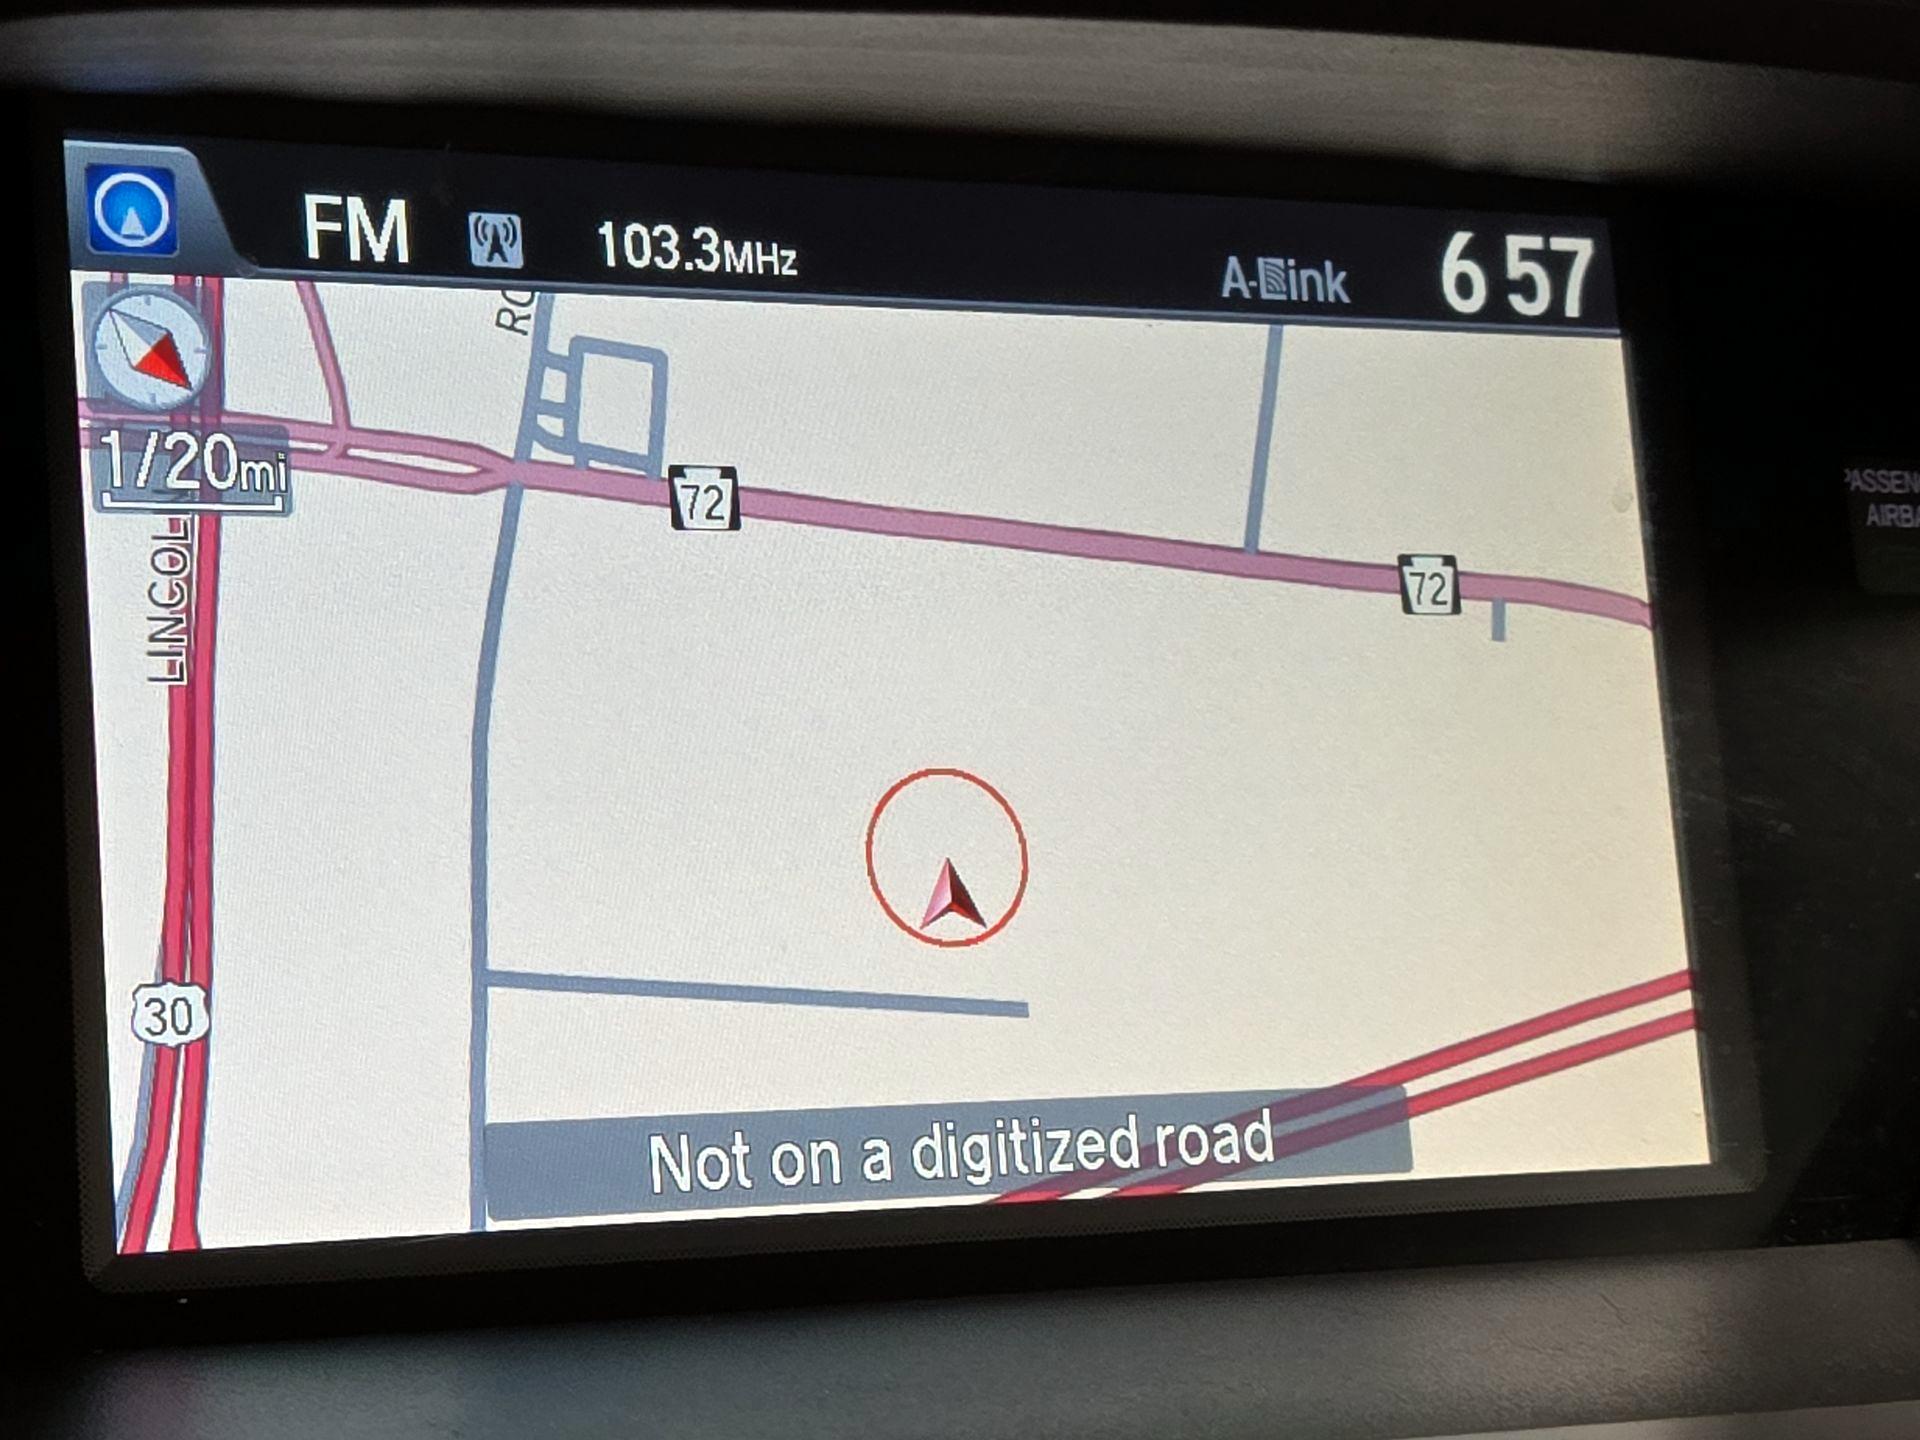 FM 103.3MHz A-Link 6 57
1/20mi
72
72
LINCOL
30
Not on a digitized road